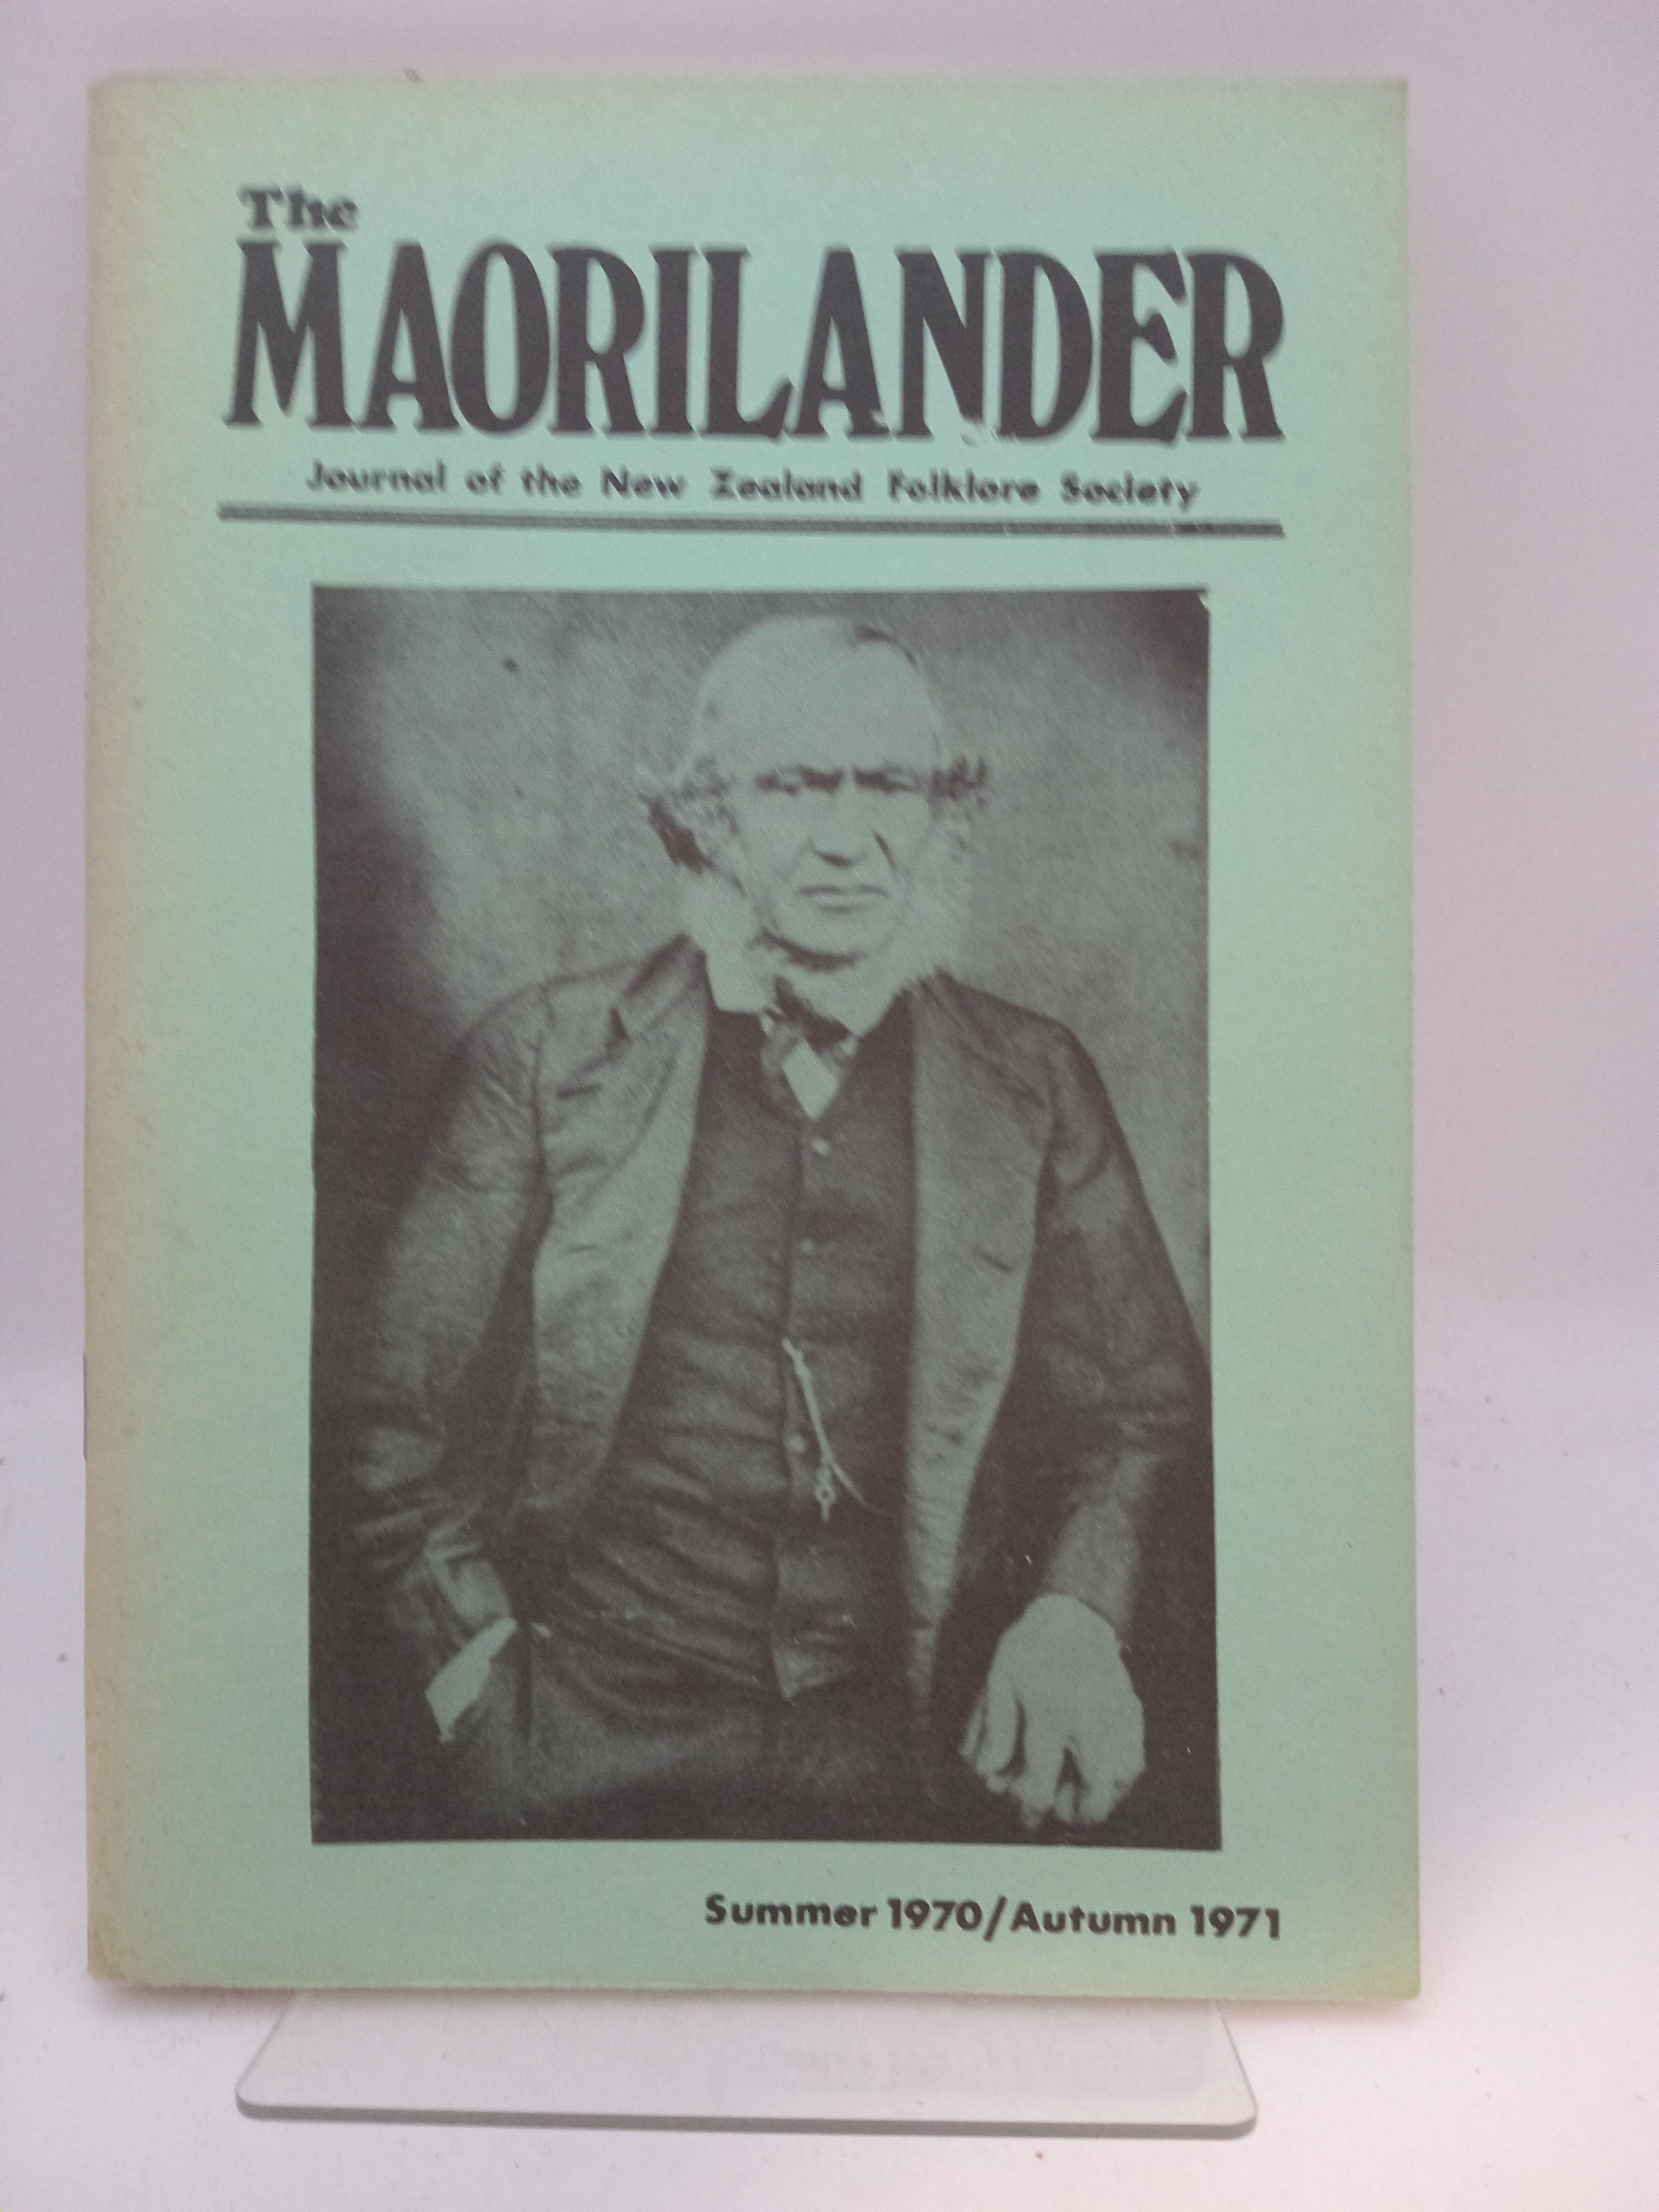 The
MAORILANDER
Journal of the New Zealand Folklore Society
Summer 1970/Autumn 1971